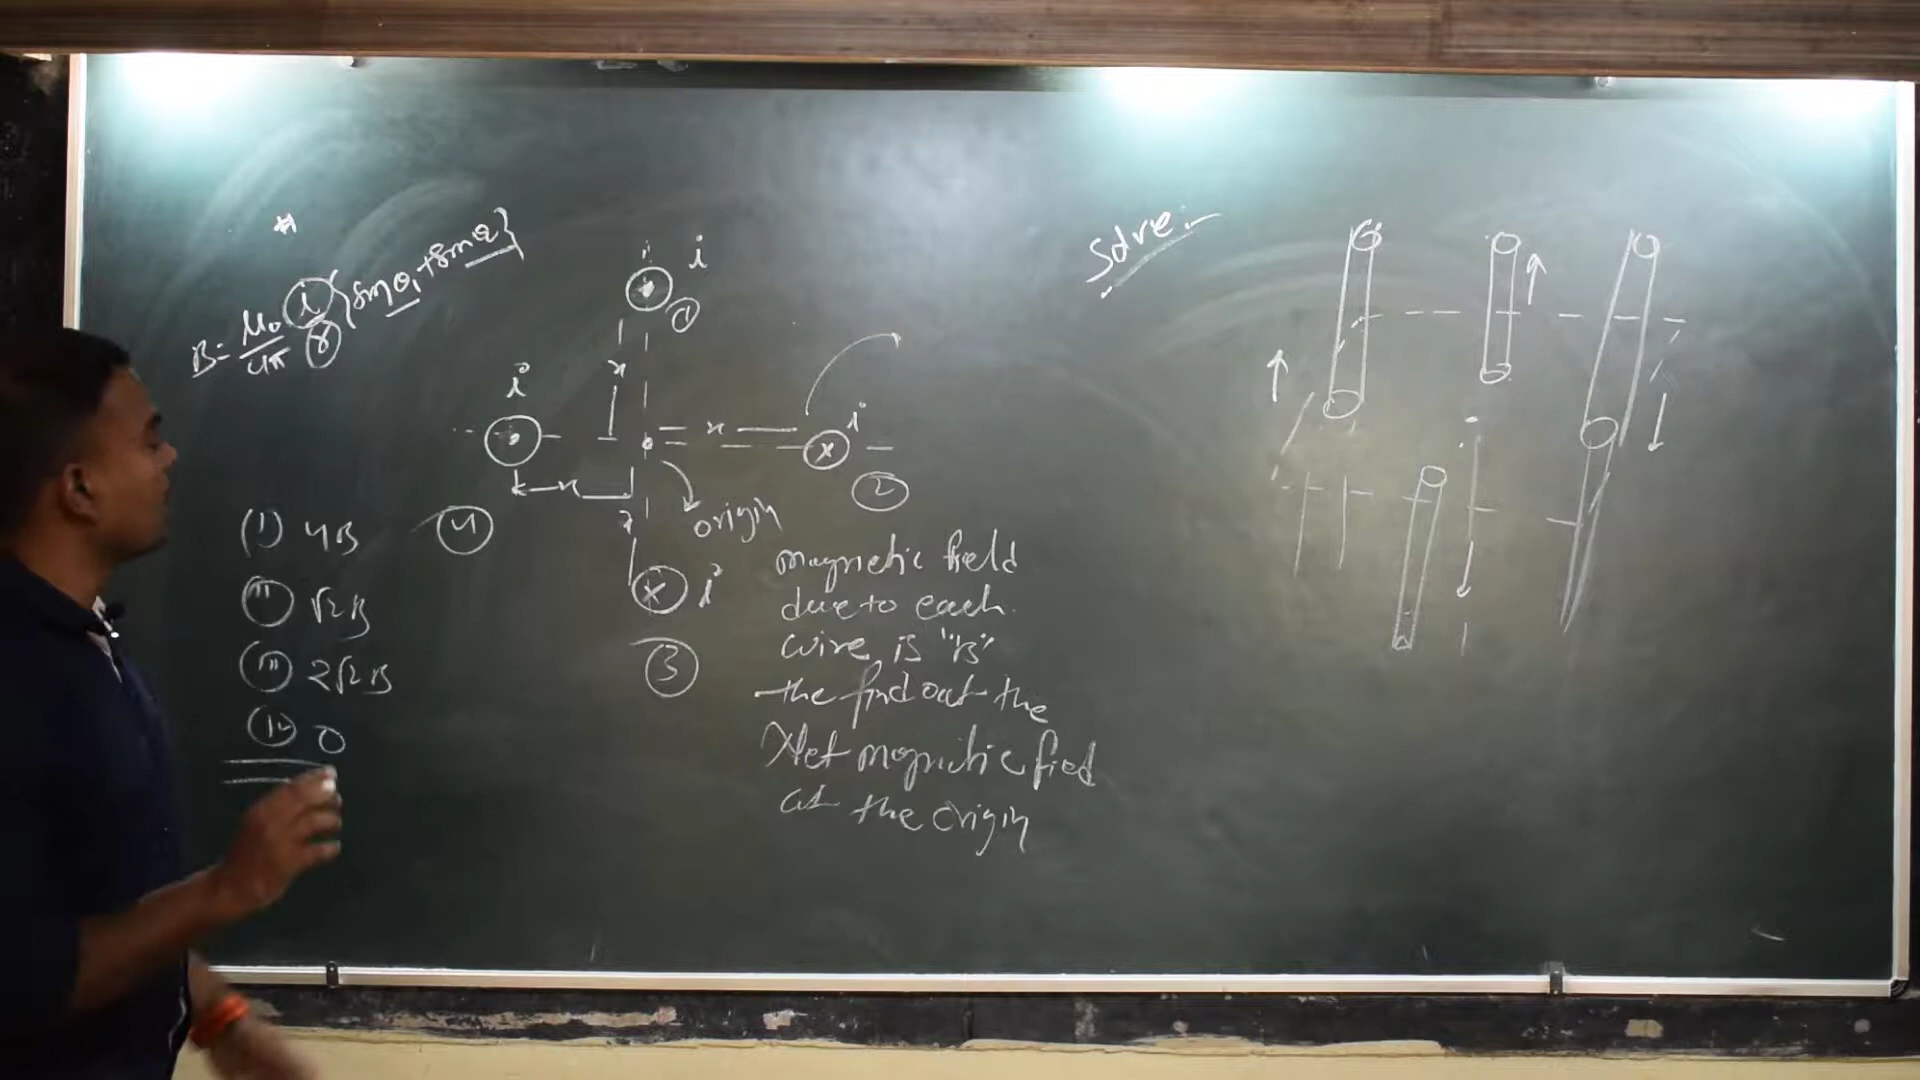 B = μ₀/4π i/r {sinθ₁ + sinθ₂}
i
①
x
i
x
i
②
x
④
origin
x
i
③
(i) 4B
(ii) √2B
(iii) 2√2B
(iv) 0
magnetic field
due to each
wire is "B"
the find out the
Net magnetic field
at the origin
Solve:-